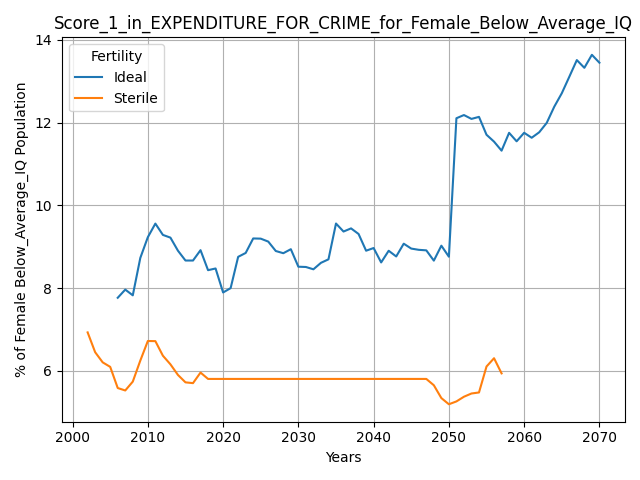 Score_1_in_EXPENDITURE_FOR_CRIME_for_Female_Below_Average_IQ
% of Female Below_Average_IQ Population
14
12
10
8
6
Fertility
Ideal
Sterile
2000 2010 2020 2030 2040 2050 2060 2070
Years